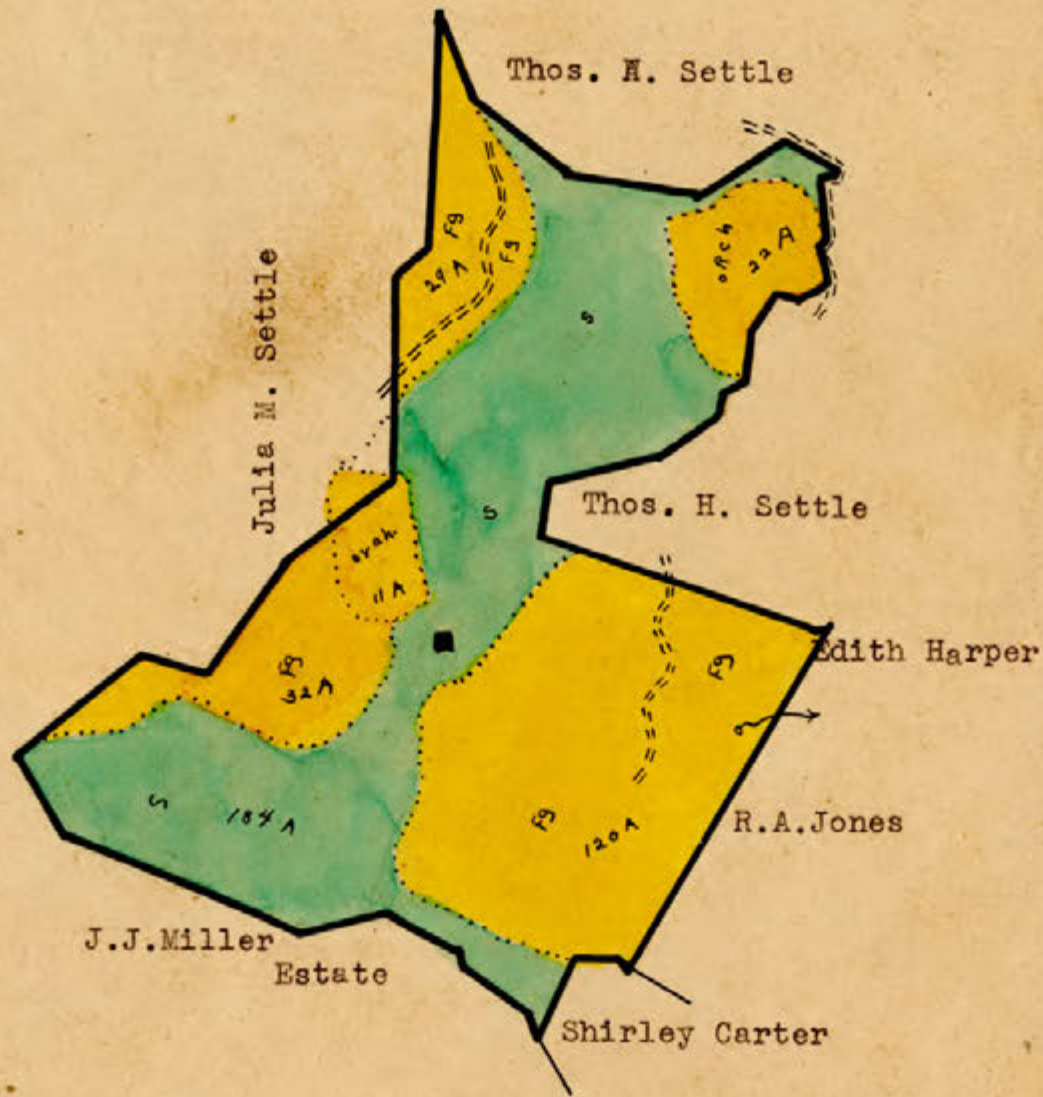 Thos. H. Settle
orch
22 A
Fg
Fg
29 A
S
Julia M. Settle
S
Thos. H. Settle
orch.
11 A
Edith Harper
Fg
Fg
32 A
S
184 A
Fg
120 A
R.A.Jones
J.J.Miller
Estate
Shirley Carter